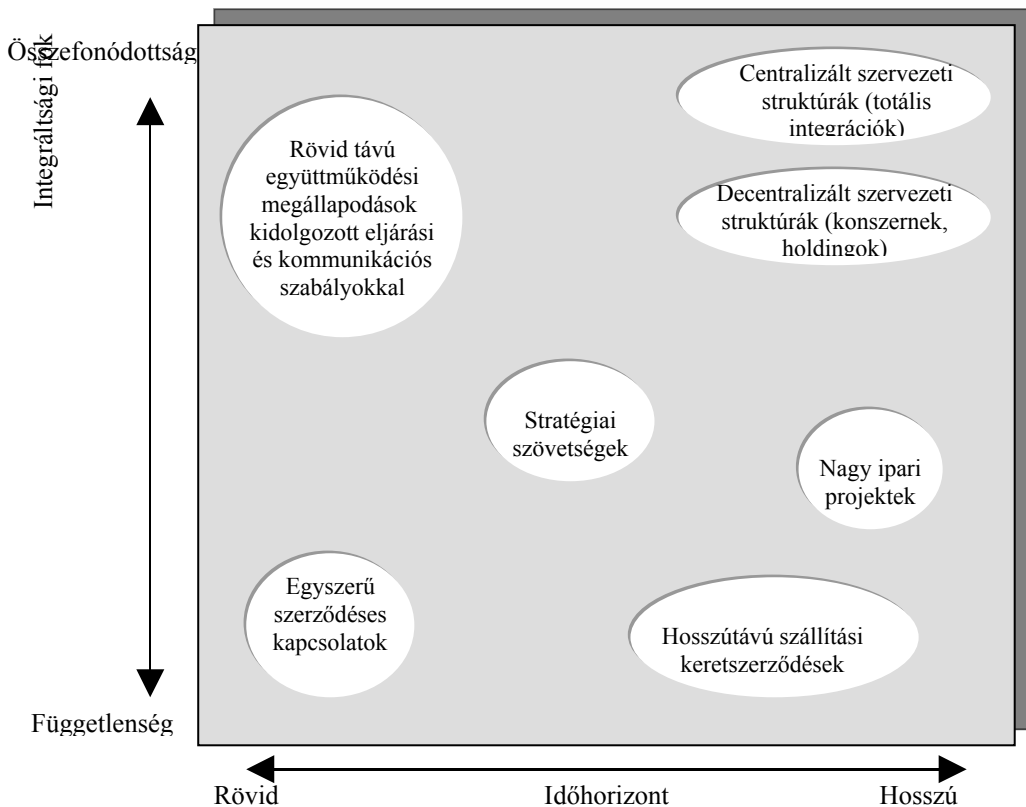 Összefonódottság
Integráltsági fok
Centralizált szervezeti
struktúrák (totális
integrációk)
Rövid távú
együttműködési
megállapodások
kidolgozott eljárási
és kommunikációs
szabályokkal
Decentralizált szervezeti
struktúrák (konszernek,
holdingok)
Stratégiai
szövetségek
Nagy ipari
projektek
Egyszerű
szerződéses
kapcsolatok
Hosszútávú szállítási
keretszerződések
Függetlenség
Rövid
Időhorizont
Hosszú